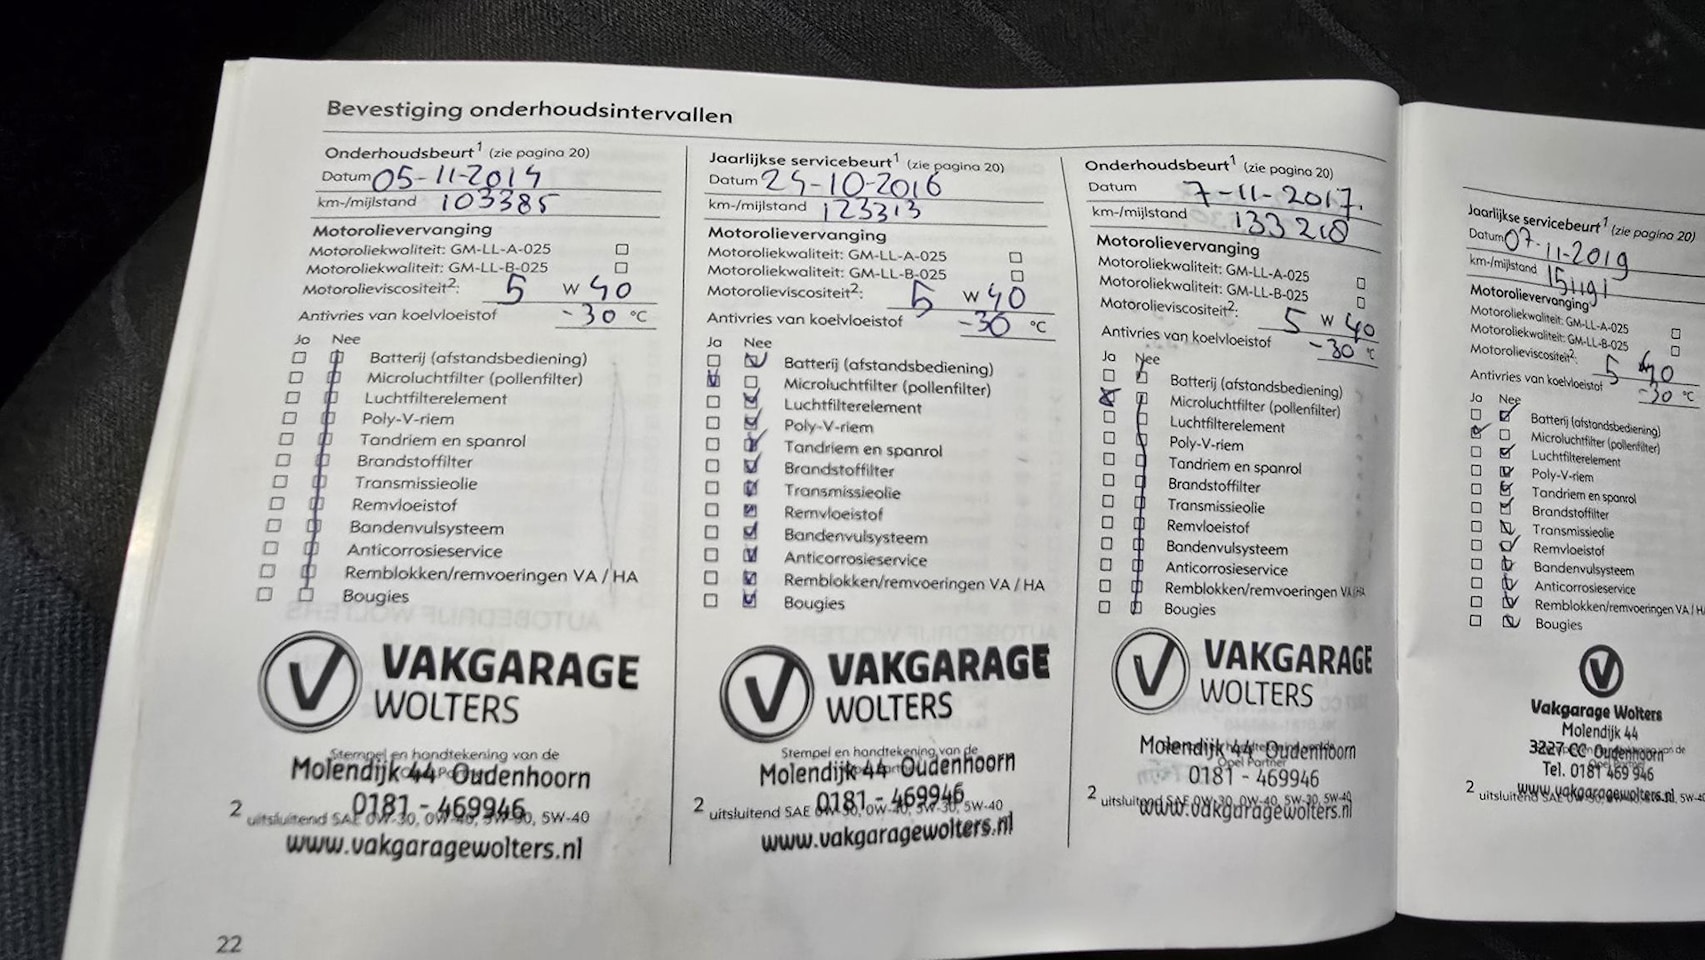 Bevestiging onderhoudsintervallen
Onderhoudsbeurt¹ (zie pagina 20)
Datum 05-11-2014
km-/mijlstand 103385
Motorolievervanging
Motoroliekwaliteit: GM-LL-A-025
Motoroliekwaliteit: GM-LL-B-025
Motorolieviscositeit²: 5 W 40
Antivries van koelvloeistof -30 °C
Ja Nee
Batterij (afstandsbediening)
Microluchtfilter (pollenfilter)
Luchtfilterelement
Poly-V-riem
Tandriem en spanrol
Brandstoffilter
Transmissieolie
Remvloeistof
Bandenvulsysteem
Anticorrosieservice
Remblokken/remvoeringen VA / HA
Bougies
VAKGARAGE
WOLTERS
Stempel en handtekening van de
Molendijk 44 Oudenhoorn
0181 - 469946
² uitsluitend SAE 0W-30, 0W-40, 5W-30, 5W-40
www.vakgaragewolters.nl
22
Jaarlijkse servicebeurt¹ (zie pagina 20)
Datum 24-10-2016
km-/mijlstand 123313
Motorolievervanging
Motoroliekwaliteit: GM-LL-A-025
Motoroliekwaliteit: GM-LL-B-025
Motorolieviscositeit²: 5 W 40
Antivries van koelvloeistof -30 °C
Ja Nee
Batterij (afstandsbediening)
Microluchtfilter (pollenfilter)
Luchtfilterelement
Poly-V-riem
Tandriem en spanrol
Brandstoffilter
Transmissieolie
Remvloeistof
Bandenvulsysteem
Anticorrosieservice
Remblokken/remvoeringen VA / HA
Bougies
VAKGARAGE
WOLTERS
Stempel en handtekening van de
Molendijk 44 Oudenhoorn
0181 - 469946
² uitsluitend SAE 0W-30, 0W-40, 5W-30, 5W-40
www.vakgaragewolters.nl
Onderhoudsbeurt¹ (zie pagina 20)
Datum 7-11-2017.
km-/mijlstand 133218
Motorolievervanging
Motoroliekwaliteit: GM-LL-A-025
Motoroliekwaliteit: GM-LL-B-025
Motorolieviscositeit²: 5 W 40
Antivries van koelvloeistof -30 °C
Ja Nee
Batterij (afstandsbediening)
Microluchtfilter (pollenfilter)
Luchtfilterelement
Poly-V-riem
Tandriem en spanrol
Brandstoffilter
Transmissieolie
Remvloeistof
Bandenvulsysteem
Anticorrosieservice
Remblokken/remvoeringen VA/HA
Bougies
VAKGARAGE
WOLTERS
Molendijk 44 Oudenhoorn
Opel Partner
0181 - 469946
² uitsluitend SAE 0W-30, 0W-40, 5W-30, 5W-40
www.vakgaragewolters.nl
Jaarlijkse servicebeurt¹ (zie pagina 20)
Datum 07-11-2019
km-/mijlstand 151191
Motorolievervanging
Motoroliekwaliteit: GM-LL-A-025
Motoroliekwaliteit: GM-LL-B-025
Motorolieviscositeit²: 5 40
Antivries van koelvloeistof -30 °C
Ja Nee
Batterij (afstandsbediening)
Microluchtfilter (pollenfilter)
Luchtfilterelement
Poly-V-riem
Tandriem en spanrol
Brandstoffilter
Transmissieolie
Remvloeistof
Bandenvulsysteem
Anticorrosieservice
Remblokken/remvoeringen VA / HA
Bougies
Vakgarage Wolters
Molendijk 44
3227 CC Oudenhoorn
Tel. 0181 469 946
www.vakgaragewolters.nl
² uitsluitend SAE